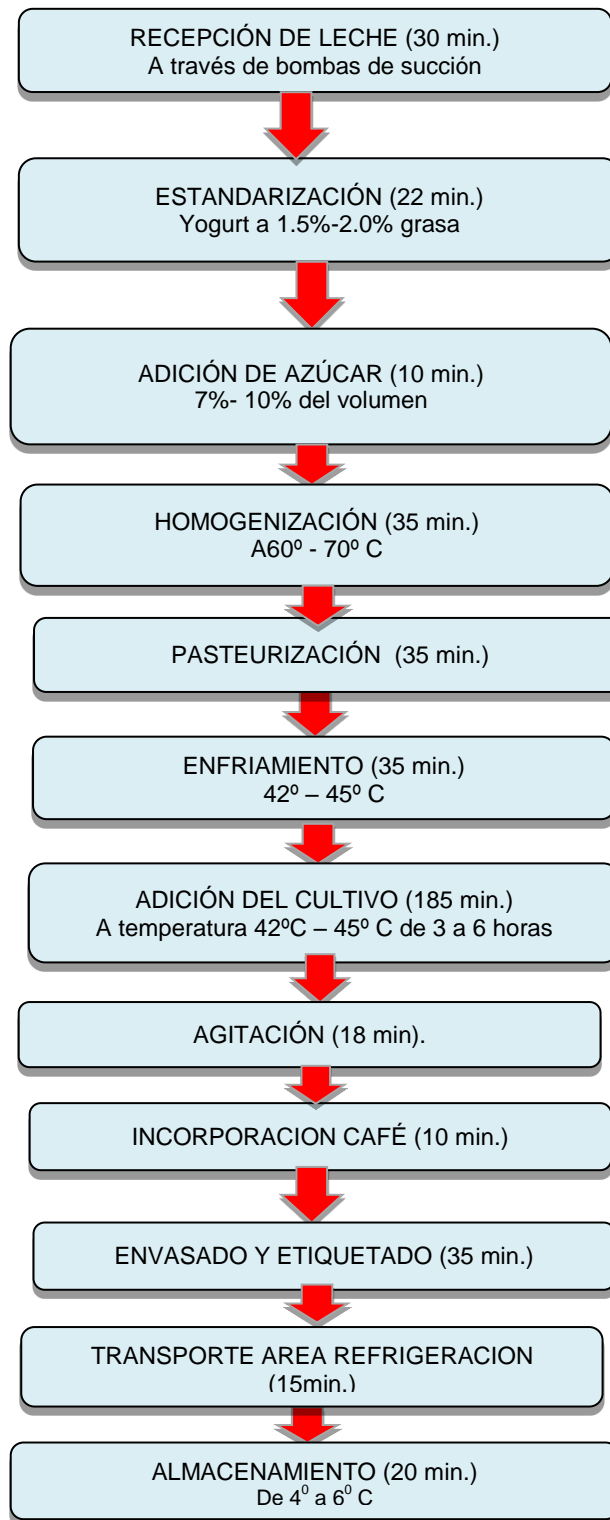 RECEPCIÓN DE LECHE (30 min.)
A través de bombas de succión
ESTANDARIZACIÓN (22 min.)
Yogurt a 1.5%-2.0% grasa
ADICIÓN DE AZÚCAR (10 min.)
7%- 10% del volumen
HOMOGENIZACIÓN (35 min.)
A60º - 70º C
PASTEURIZACIÓN (35 min.)
ENFRIAMIENTO (35 min.)
42º – 45º C
ADICIÓN DEL CULTIVO (185 min.)
A temperatura 42ºC – 45º C de 3 a 6 horas
AGITACIÓN (18 min).
INCORPORACION CAFÉ (10 min.)
ENVASADO Y ETIQUETADO (35 min.)
TRANSPORTE AREA REFRIGERACION
(15min.)
ALMACENAMIENTO (20 min.)
De 4⁰ a 6⁰ C